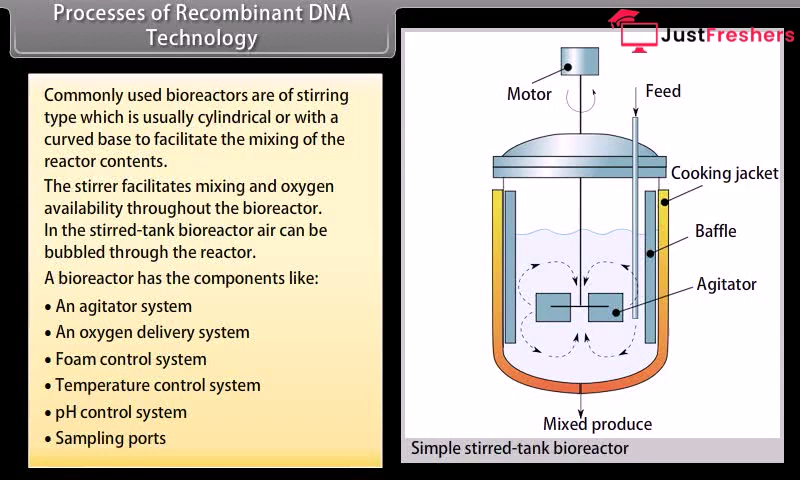 Processes of Recombinant DNA
Technology
JustFreshers
Commonly used bioreactors are of stirring
type which is usually cylindrical or with a
curved base to facilitate the mixing of the
reactor contents.
The stirrer facilitates mixing and oxygen
availability throughout the bioreactor.
In the stirred-tank bioreactor air can be
bubbled through the reactor.
A bioreactor has the components like:
• An agitator system
• An oxygen delivery system
• Foam control system
• Temperature control system
• pH control system
• Sampling ports
Motor
Feed
Cooking jacket
Baffle
Agitator
Mixed produce
Simple stirred-tank bioreactor